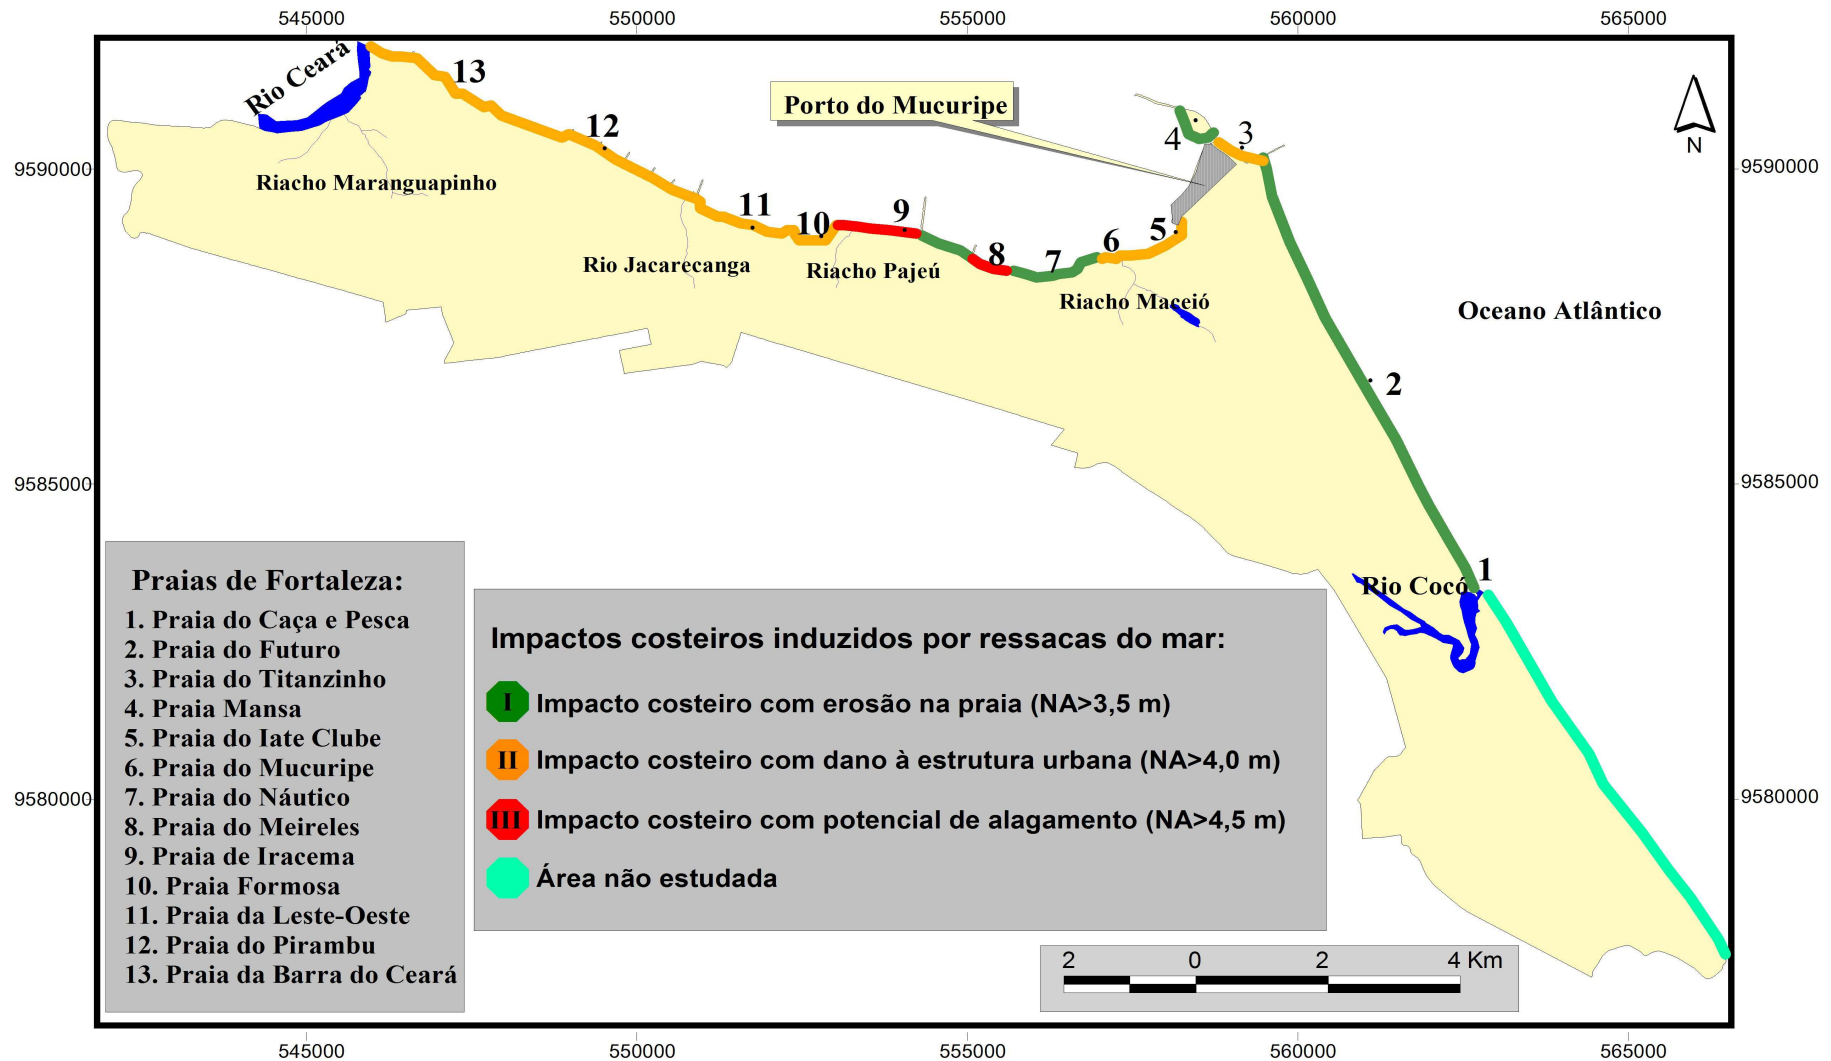 545000
550000
555000
560000
565000
Rio Ceará
13
Porto do Mucuripe
12
4
3
N
9590000
9590000
Riacho Maranguapinho
11
10
9
5
6
8
7
Rio Jacarecanga
Riacho Pajeú
Riacho Maceió
Oceano Atlântico
2
9585000
9585000
1
Rio Cocó
Praias de Fortaleza:
1. Praia do Caça e Pesca
2. Praia do Futuro
3. Praia do Titanzinho
4. Praia Mansa
5. Praia do Iate Clube
6. Praia do Mucuripe
7. Praia do Náutico
8. Praia do Meireles
9. Praia de Iracema
10. Praia Formosa
11. Praia da Leste-Oeste
12. Praia do Pirambu
13. Praia da Barra do Ceará
Impactos costeiros induzidos por ressacas do mar:
I Impacto costeiro com erosão na praia (NA>3,5 m)
II Impacto costeiro com dano à estrutura urbana (NA>4,0 m)
III Impacto costeiro com potencial de alagamento (NA>4,5 m)
Área não estudada
9580000
9580000
2 0 2 4 Km
545000
550000
555000
560000
565000